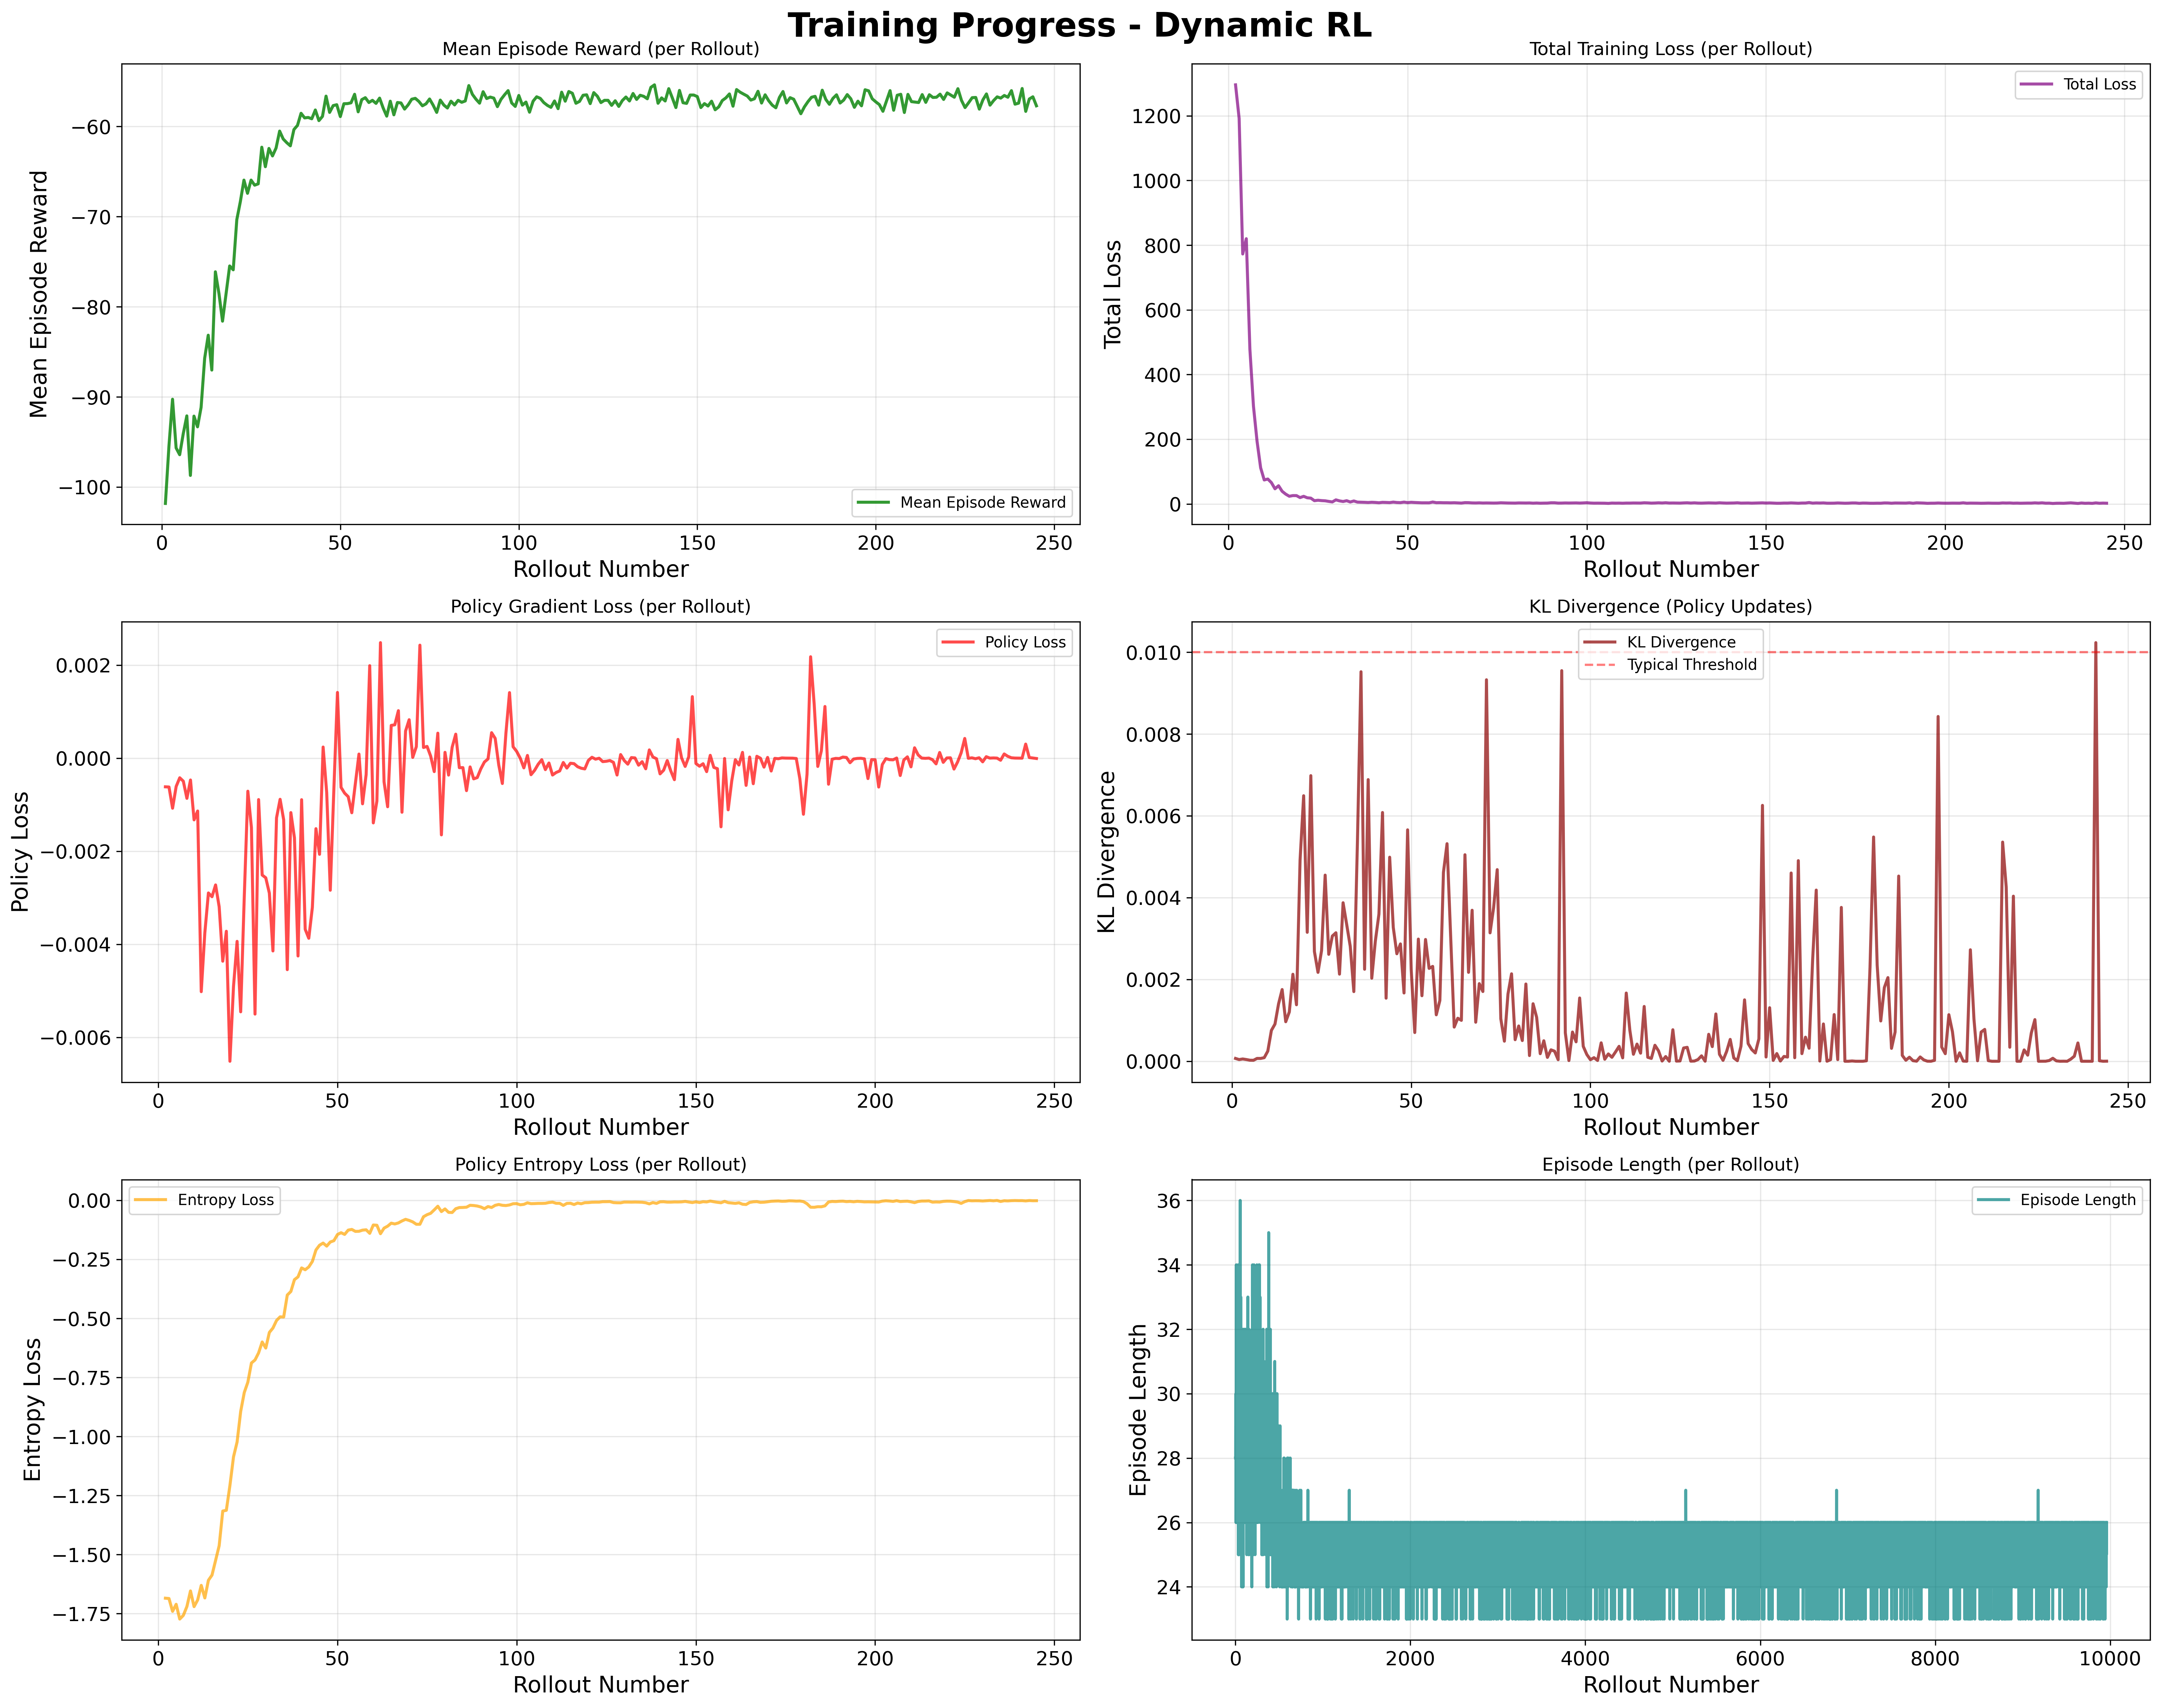 Training Progress - Dynamic RL
Mean Episode Reward (per Rollout)
Mean Episode Reward
−60
−70
−80
−90
−100
Mean Episode Reward
0 50 100 150 200 250
Rollout Number
Total Training Loss (per Rollout)
Total Loss
Total Loss
1200
1000
800
600
400
200
0
0 50 100 150 200 250
Rollout Number
Policy Gradient Loss (per Rollout)
Policy Loss
Policy Loss
0.002
0.000
−0.002
−0.004
−0.006
0 50 100 150 200 250
Rollout Number
KL Divergence (Policy Updates)
KL Divergence
Typical Threshold
KL Divergence
0.010
0.008
0.006
0.004
0.002
0.000
0 50 100 150 200 250
Rollout Number
Policy Entropy Loss (per Rollout)
Entropy Loss
Entropy Loss
0.00
−0.25
−0.50
−0.75
−1.00
−1.25
−1.50
−1.75
0 50 100 150 200 250
Rollout Number
Episode Length (per Rollout)
Episode Length
Episode Length
36
34
32
30
28
26
24
0 2000 4000 6000 8000 10000
Rollout Number